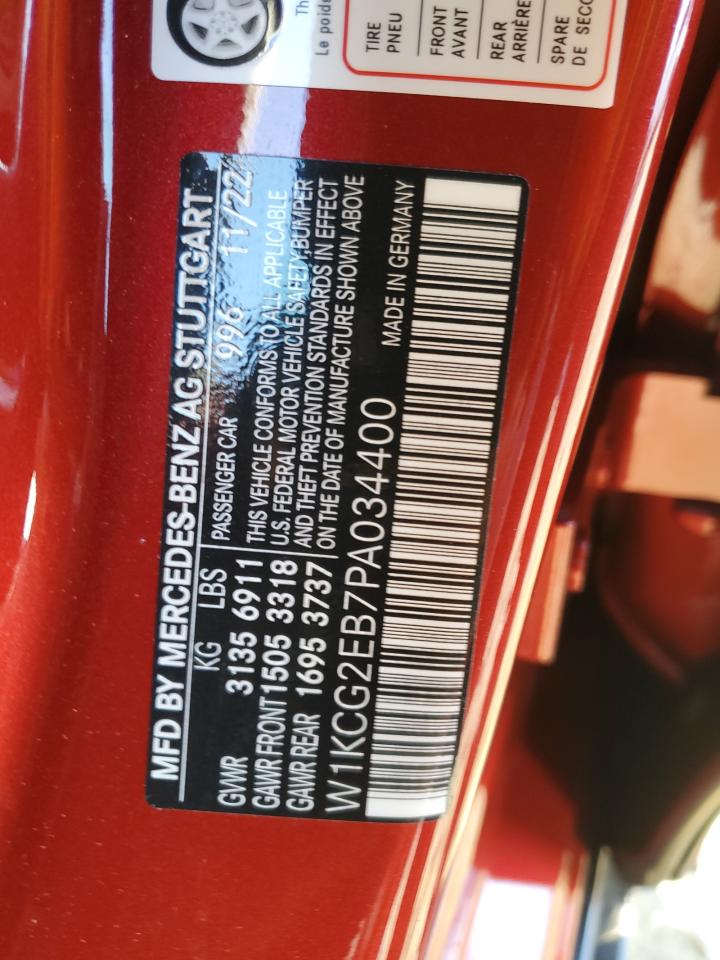 MFD BY MERCEDES-BENZ AG STUTTGART
KG LBS PASSENGER CAR 996 11/22
GVWR 3135 6911
GAWR FRONT 1505 3318
GAWR REAR 1695 3737
THIS VEHICLE CONFORMS TO ALL APPLICABLE
U.S. FEDERAL MOTOR VEHICLE SAFETY, BUMPER
AND THEFT PREVENTION STANDARDS IN EFFECT
ON THE DATE OF MANUFACTURE SHOWN ABOVE
W1KCG2EB7PA034400 MADE IN GERMANY
Le poids
TIRE
PNEU
FRONT
AVANT
REAR
ARRIÈRE
SPARE
DE